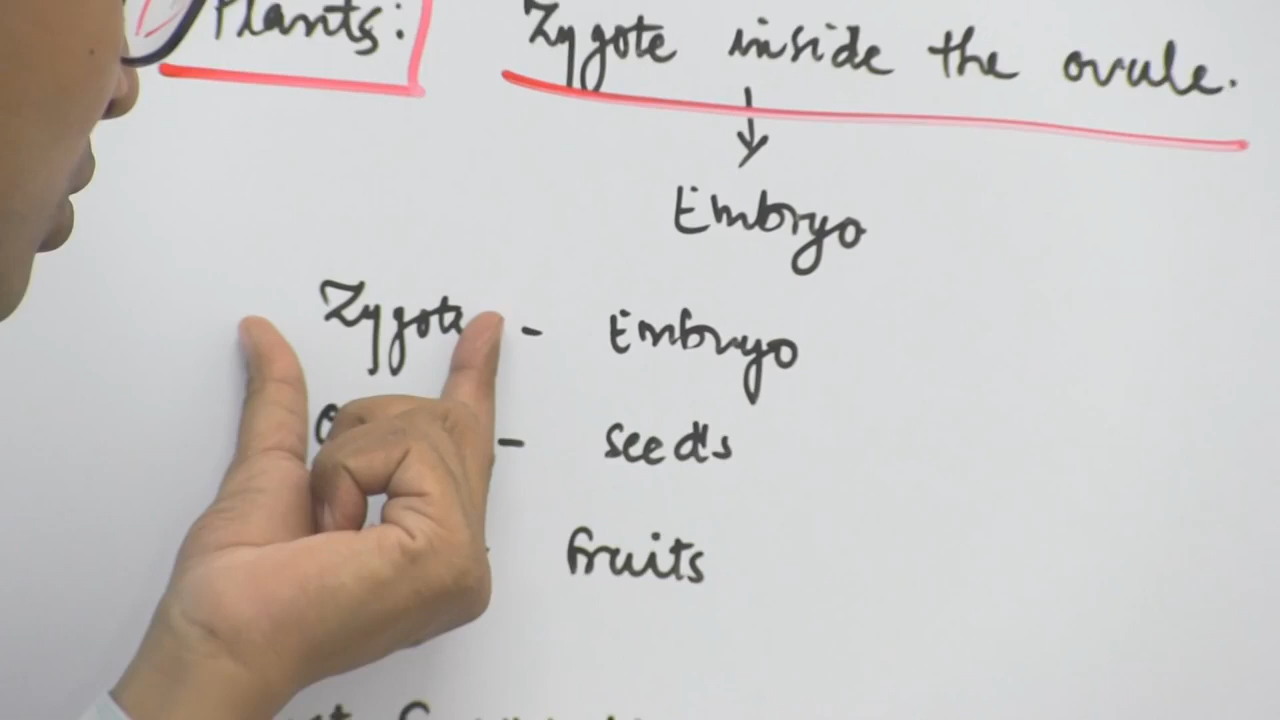 Plants: Zygote inside the ovule.
Embryo
Zygote - Embryo
- seeds
fruits